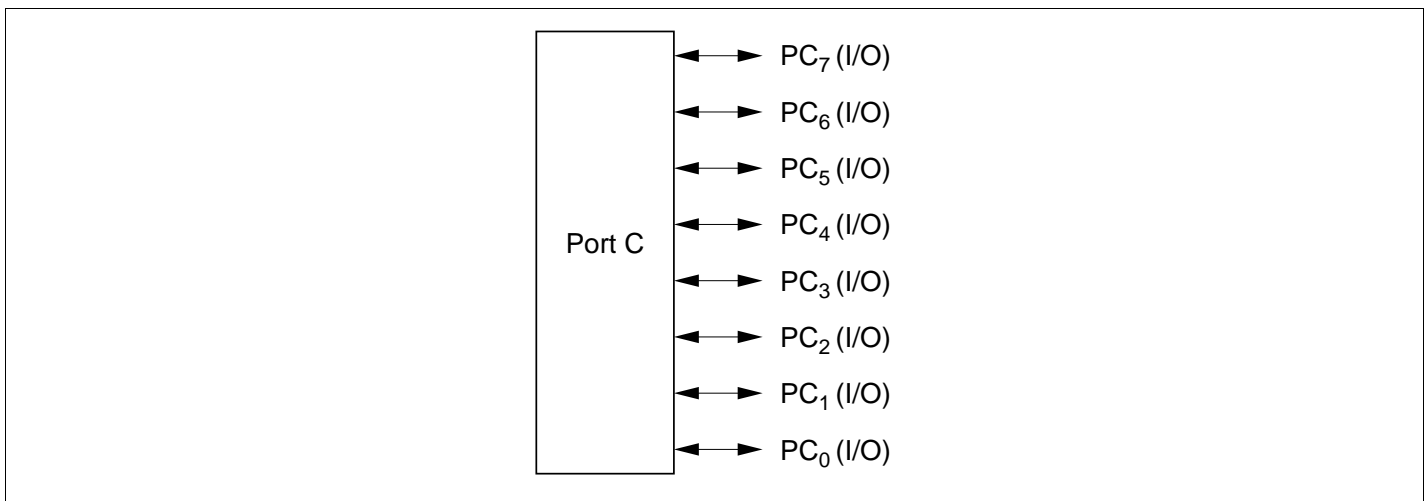 PC₇ (I/O)
PC₆ (I/O)
PC₅ (I/O)
PC₄ (I/O)
Port C
PC₃ (I/O)
PC₂ (I/O)
PC₁ (I/O)
PC₀ (I/O)